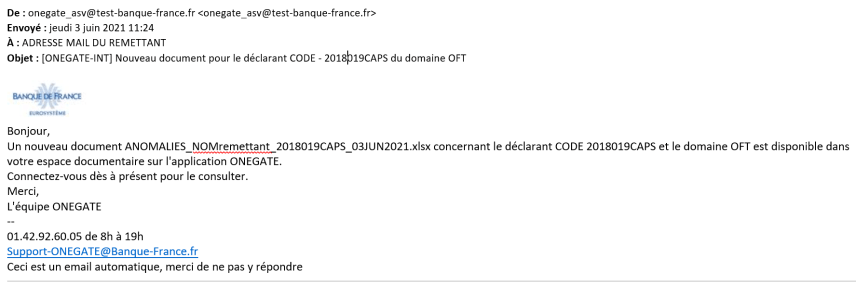 De : onegate_asv@test-banque-france.fr <onegate_asv@test-banque-france.fr>
Envoyé : jeudi 3 juin 2021 11:24
À : ADRESSE MAIL DU REMETTANT
Objet : [ONEGATE-INT] Nouveau document pour le déclarant CODE - 2018019CAPS du domaine OFT
BANQUE DE FRANCE
EUROSYSTÈME
Bonjour,
Un nouveau document ANOMALIES_NOMremettant_2018019CAPS_03JUN2021.xlsx concernant le déclarant CODE 2018019CAPS et le domaine OFT est disponible dans
votre espace documentaire sur l'application ONEGATE.
Connectez-vous dès à présent pour le consulter.
Merci,
L'équipe ONEGATE
--
01.42.92.60.05 de 8h à 19h
Support-ONEGATE@Banque-France.fr
Ceci est un email automatique, merci de ne pas y répondre